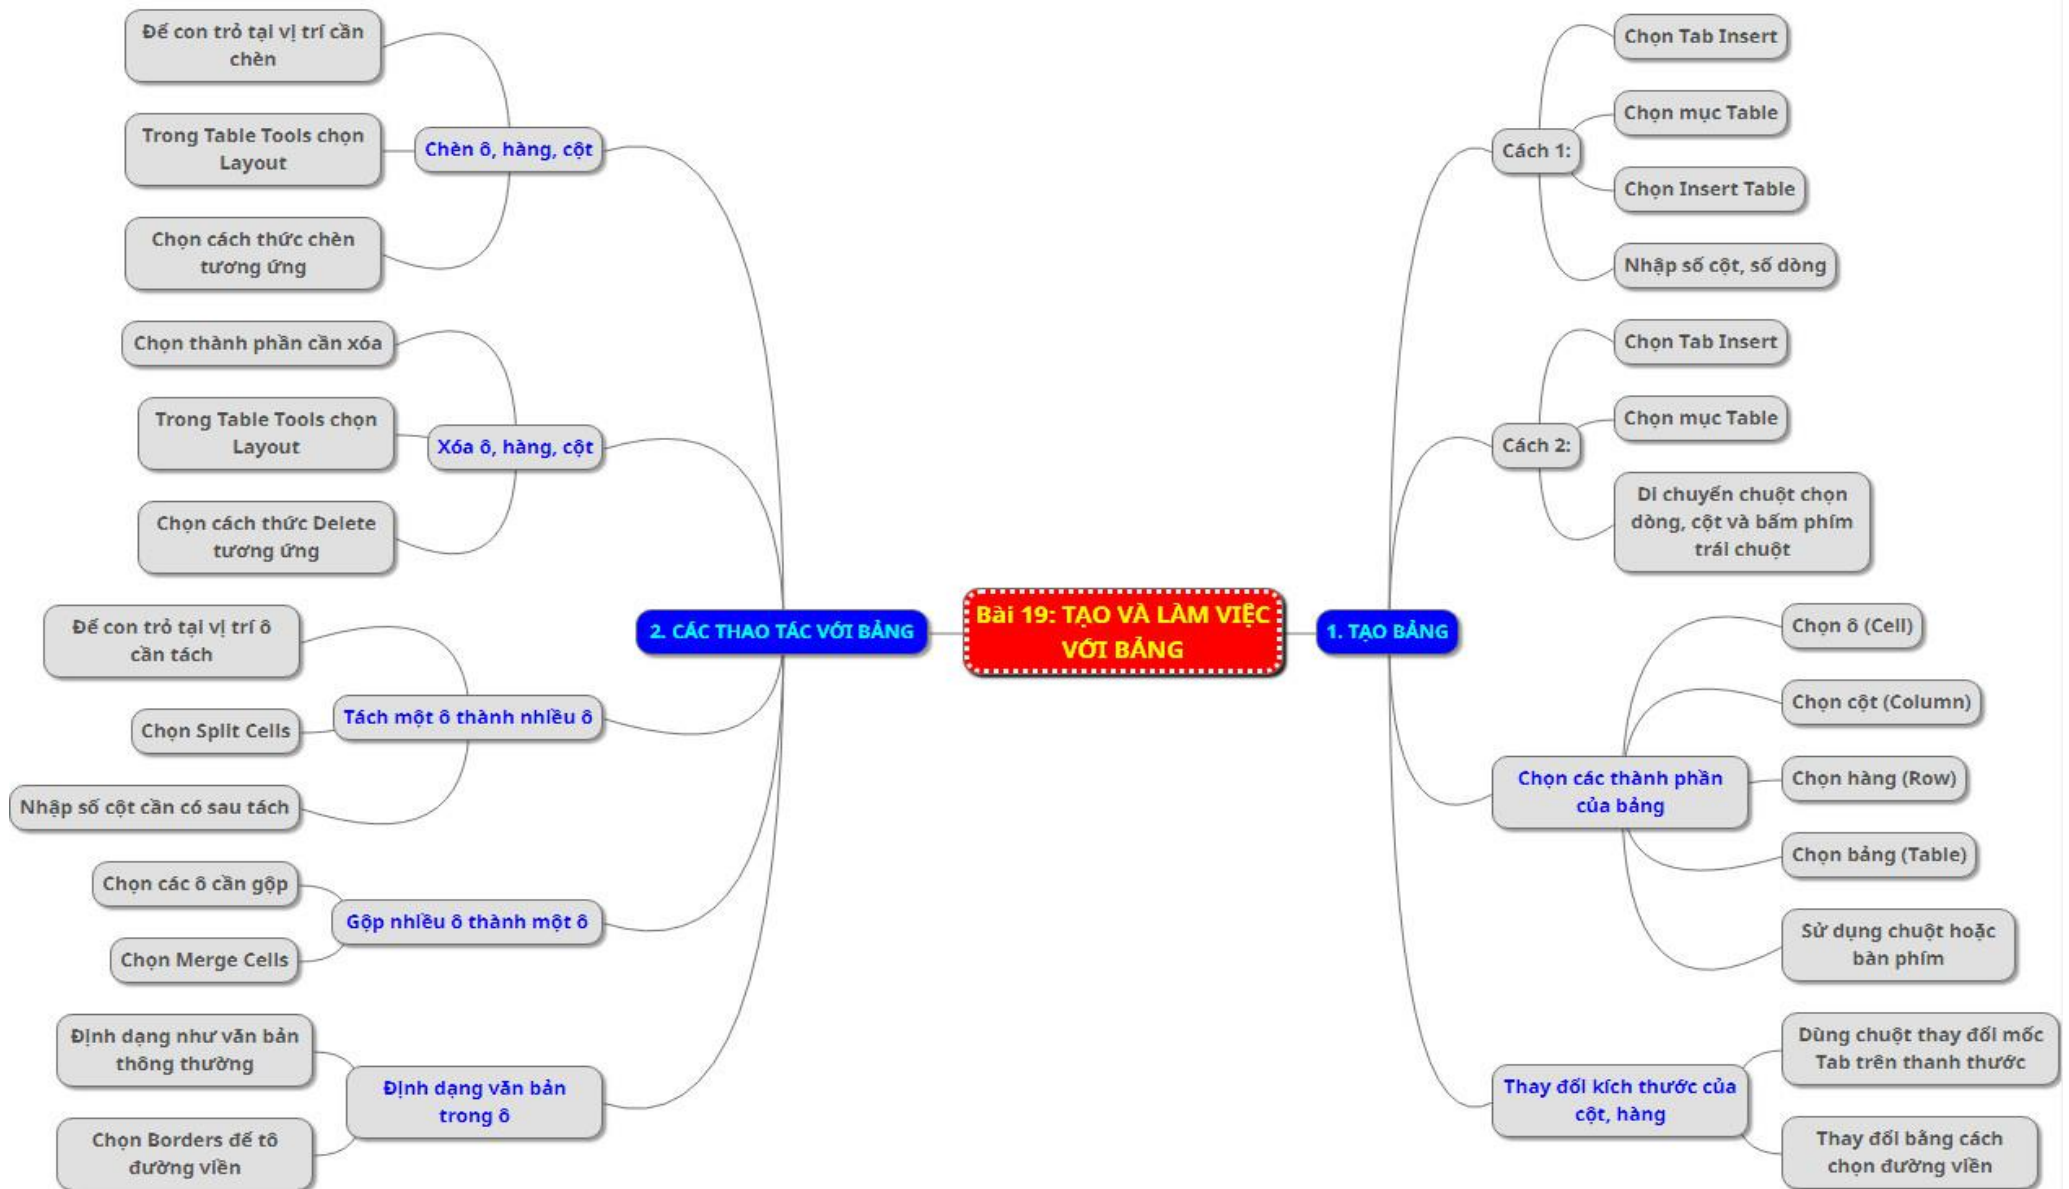 Bài 19: TẠO VÀ LÀM VIỆC
VỚI BẢNG
1. TẠO BẢNG
Cách 1:
Chọn Tab Insert
Chọn mục Table
Chọn Insert Table
Nhập số cột, số dòng
Cách 2:
Chọn Tab Insert
Chọn mục Table
Di chuyển chuột chọn
dòng, cột và bấm phím
trái chuột
Chọn các thành phần
của bảng
Chọn ô (Cell)
Chọn cột (Column)
Chọn hàng (Row)
Chọn bảng (Table)
Sử dụng chuột hoặc
bàn phím
Thay đổi kích thước của
cột, hàng
Dùng chuột thay đổi mốc
Tab trên thanh thước
Thay đổi bằng cách
chọn đường viền
2. CÁC THAO TÁC VỚI BẢNG
Chèn ô, hàng, cột
Để con trỏ tại vị trí cần
chèn
Trong Table Tools chọn
Layout
Chọn cách thức chèn
tương ứng
Xóa ô, hàng, cột
Chọn thành phần cần xóa
Trong Table Tools chọn
Layout
Chọn cách thức Delete
tương ứng
Tách một ô thành nhiều ô
Để con trỏ tại vị trí ô
cần tách
Chọn Split Cells
Nhập số cột cần có sau tách
Gộp nhiều ô thành một ô
Chọn các ô cần gộp
Chọn Merge Cells
Định dạng văn bản
trong ô
Định dạng như văn bản
thông thường
Chọn Borders để tô
đường viền